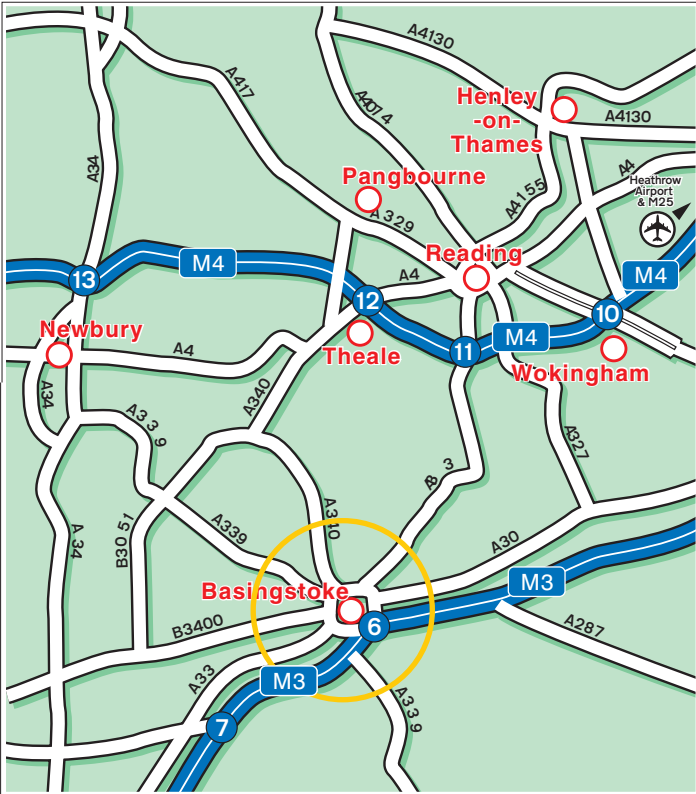 A4130
A417
A4074
Henley
-on-
Thames
A4130
A34
Pangbourne
A4155
A4
Heathrow
Airport
& M25
A329
Reading
M4
13
M4
A4
12
10
Newbury
Theale
11
M4
Wokingham
A4
A34
A340
A339
A327
A33
A34
B3051
A339
A340
A30
Basingstoke
M3
6
B3400
A287
A33
M3
A339
7